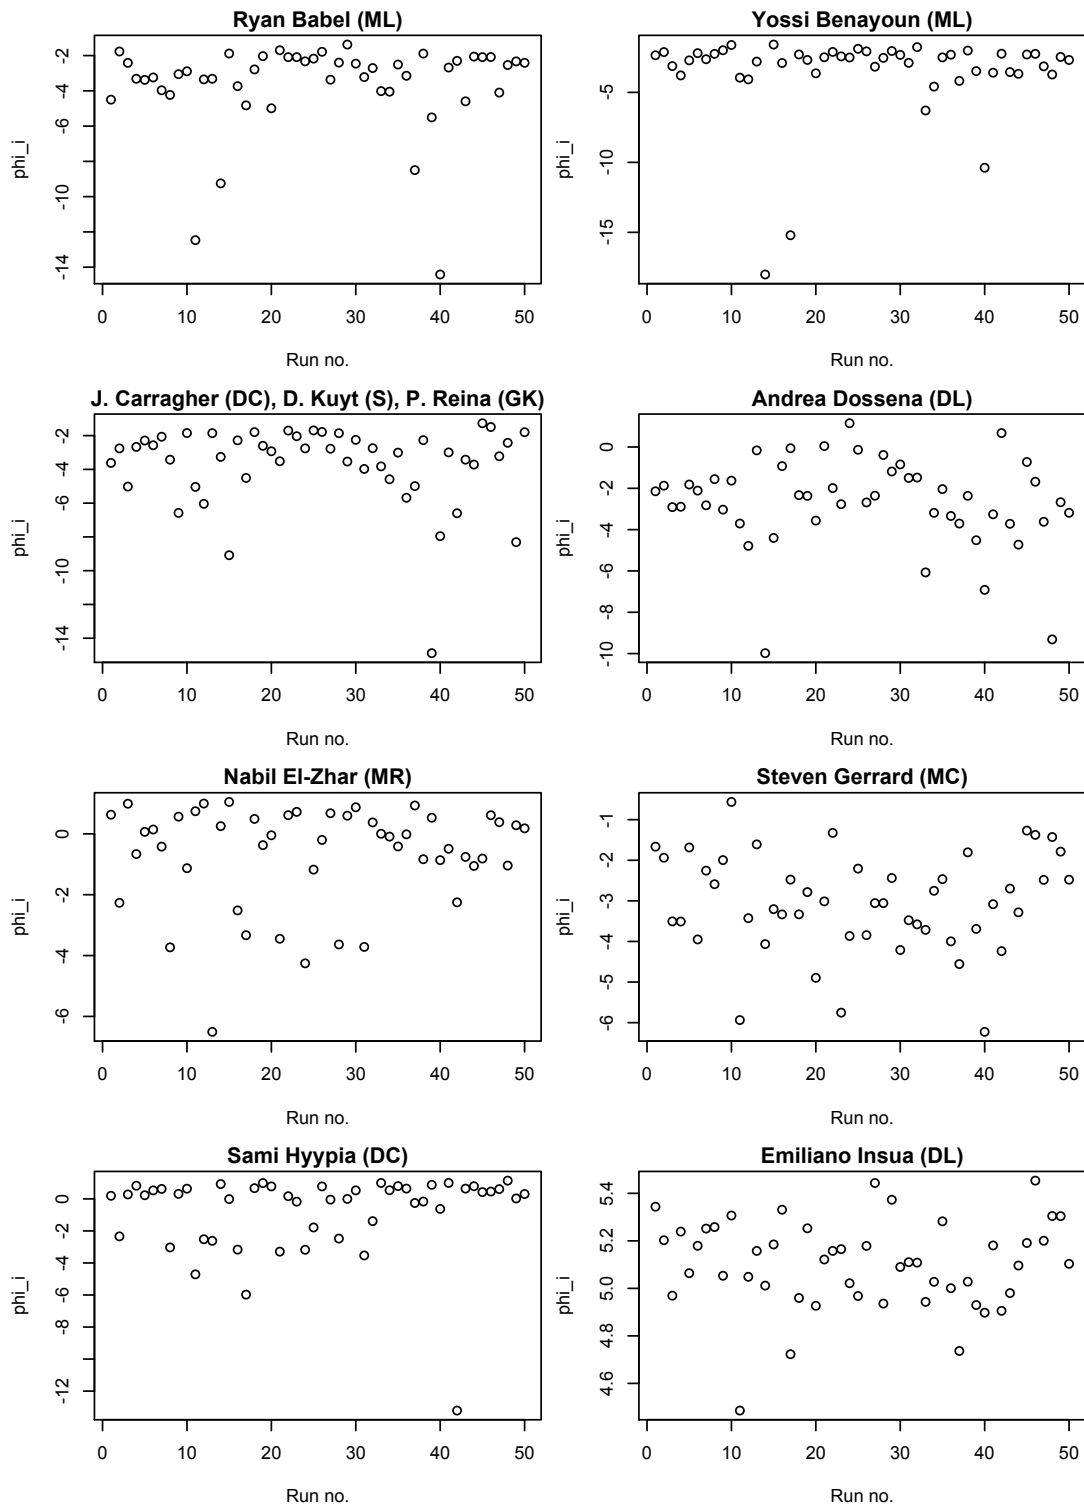 Ryan Babel (ML)
phi_i
-2
-4
-6
-10
-14
0 10 20 30 40 50
Run no.
Yossi Benayoun (ML)
phi_i
-5
-10
-15
0 10 20 30 40 50
Run no.
J. Carragher (DC), D. Kuyt (S), P. Reina (GK)
phi_i
-2
-6
-10
-14
0 10 20 30 40 50
Run no.
Andrea Dossena (DL)
phi_i
0
-2
-4
-6
-8
-10
0 10 20 30 40 50
Run no.
Nabil El-Zhar (MR)
phi_i
0
-2
-4
-6
0 10 20 30 40 50
Run no.
Steven Gerrard (MC)
phi_i
-1
-2
-3
-4
-5
-6
0 10 20 30 40 50
Run no.
Sami Hyypia (DC)
phi_i
0
-2
-4
-6
-8
-12
0 10 20 30 40 50
Run no.
Emiliano Insua (DL)
phi_i
5.4
5.2
5.0
4.8
4.6
0 10 20 30 40 50
Run no.